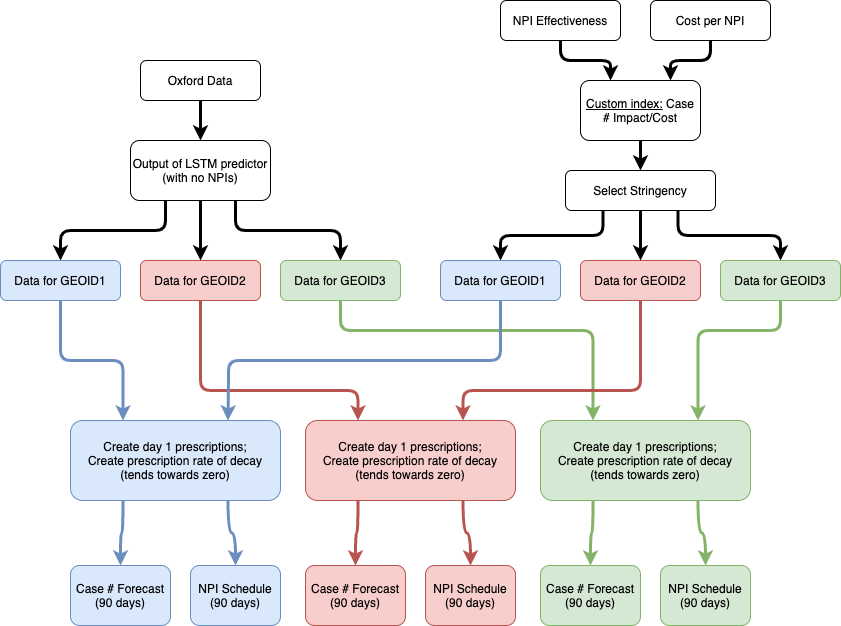 NPI Effectiveness
Cost per NPI
Oxford Data
Custom index: Case
# Impact/Cost
Output of LSTM predictor
(with no NPIs)
Select Stringency
Data for GEOID1
Data for GEOID2
Data for GEOID3
Data for GEOID1
Data for GEOID2
Data for GEOID3
Create day 1 prescriptions;
Create prescription rate of decay
(tends towards zero)
Create day 1 prescriptions;
Create prescription rate of decay
(tends towards zero)
Create day 1 prescriptions;
Create prescription rate of decay
(tends towards zero)
Case # Forecast
(90 days)
NPI Schedule
(90 days)
Case # Forecast
(90 days)
NPI Schedule
(90 days)
Case # Forecast
(90 days)
NPI Schedule
(90 days)